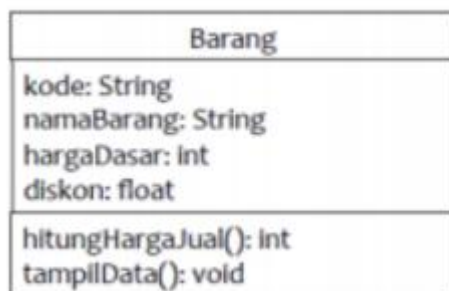 Barang
kode: String
namaBarang: String
hargaDasar: int
diskon: float
hitungHargaJual(): int
tampilData(): void